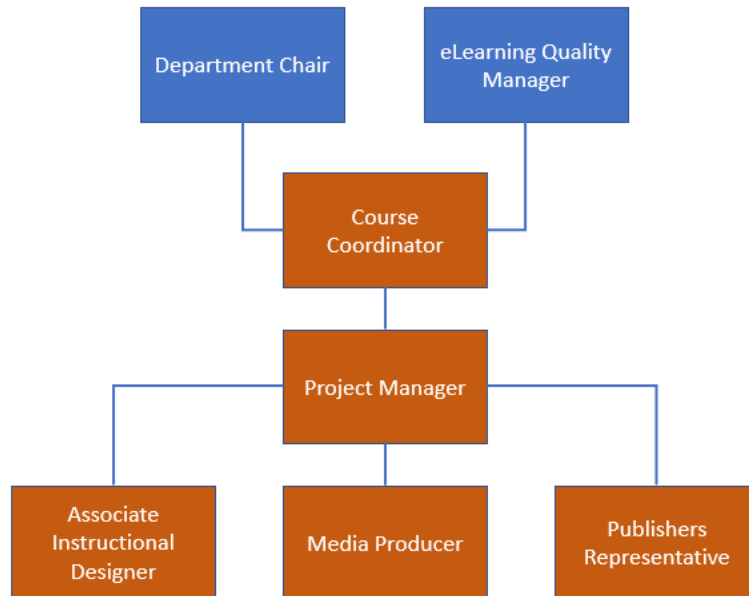 Department Chair
eLearning Quality
Manager
Course
Coordinator
Project Manager
Associate
Instructional
Designer
Media Producer
Publishers
Representative